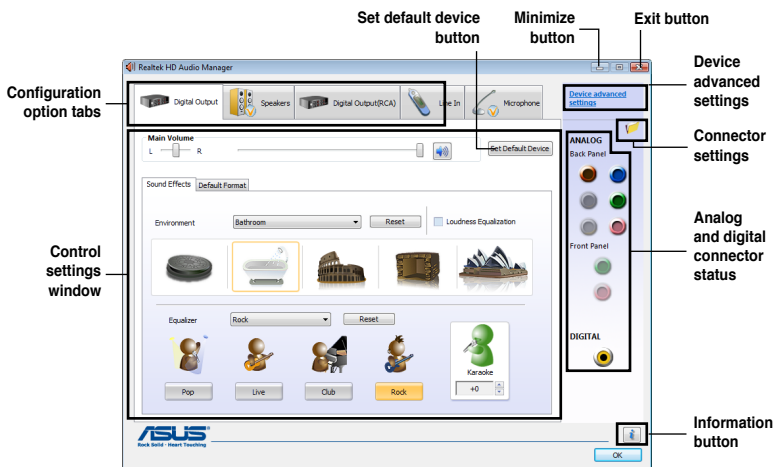 Set default device
button
Minimize
button
Exit button
Realtek HD Audio Manager
Configuration
option tabs
Digital Output
Speakers
Digital Output(RCA)
Line In
Microphone
Device advanced
settings
Device
advanced
settings
Connector
settings
Main Volume
L
R
Set Default Device
ANALOG
Back Panel
Sound Effects
Default Format
Environment
Bathroom
Reset
Loudness Equalization
Control
settings
window
Front Panel
Analog
and digital
connector
status
Equalizer
Rock
Reset
Karaoke
Pop
Live
Club
Rock
+0
DIGITAL
ASUS
Rock Solid · Heart Touching
i
OK
Information
button